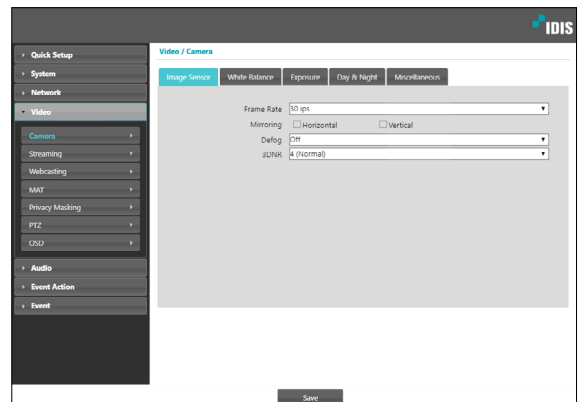 IDIS
Quick Setup
System
Network
Video
Camera
Streaming
Webcasting
MAT
Privacy Masking
PTZ
OSD
Audio
Event Action
Event
Video / Camera
Image Sensor White Balance Exposure Day & Night Miscellaneous
Frame Rate 30 ips
Mirroring Horizontal Vertical
Defog Off
3DNR 4 (Normal)
Save